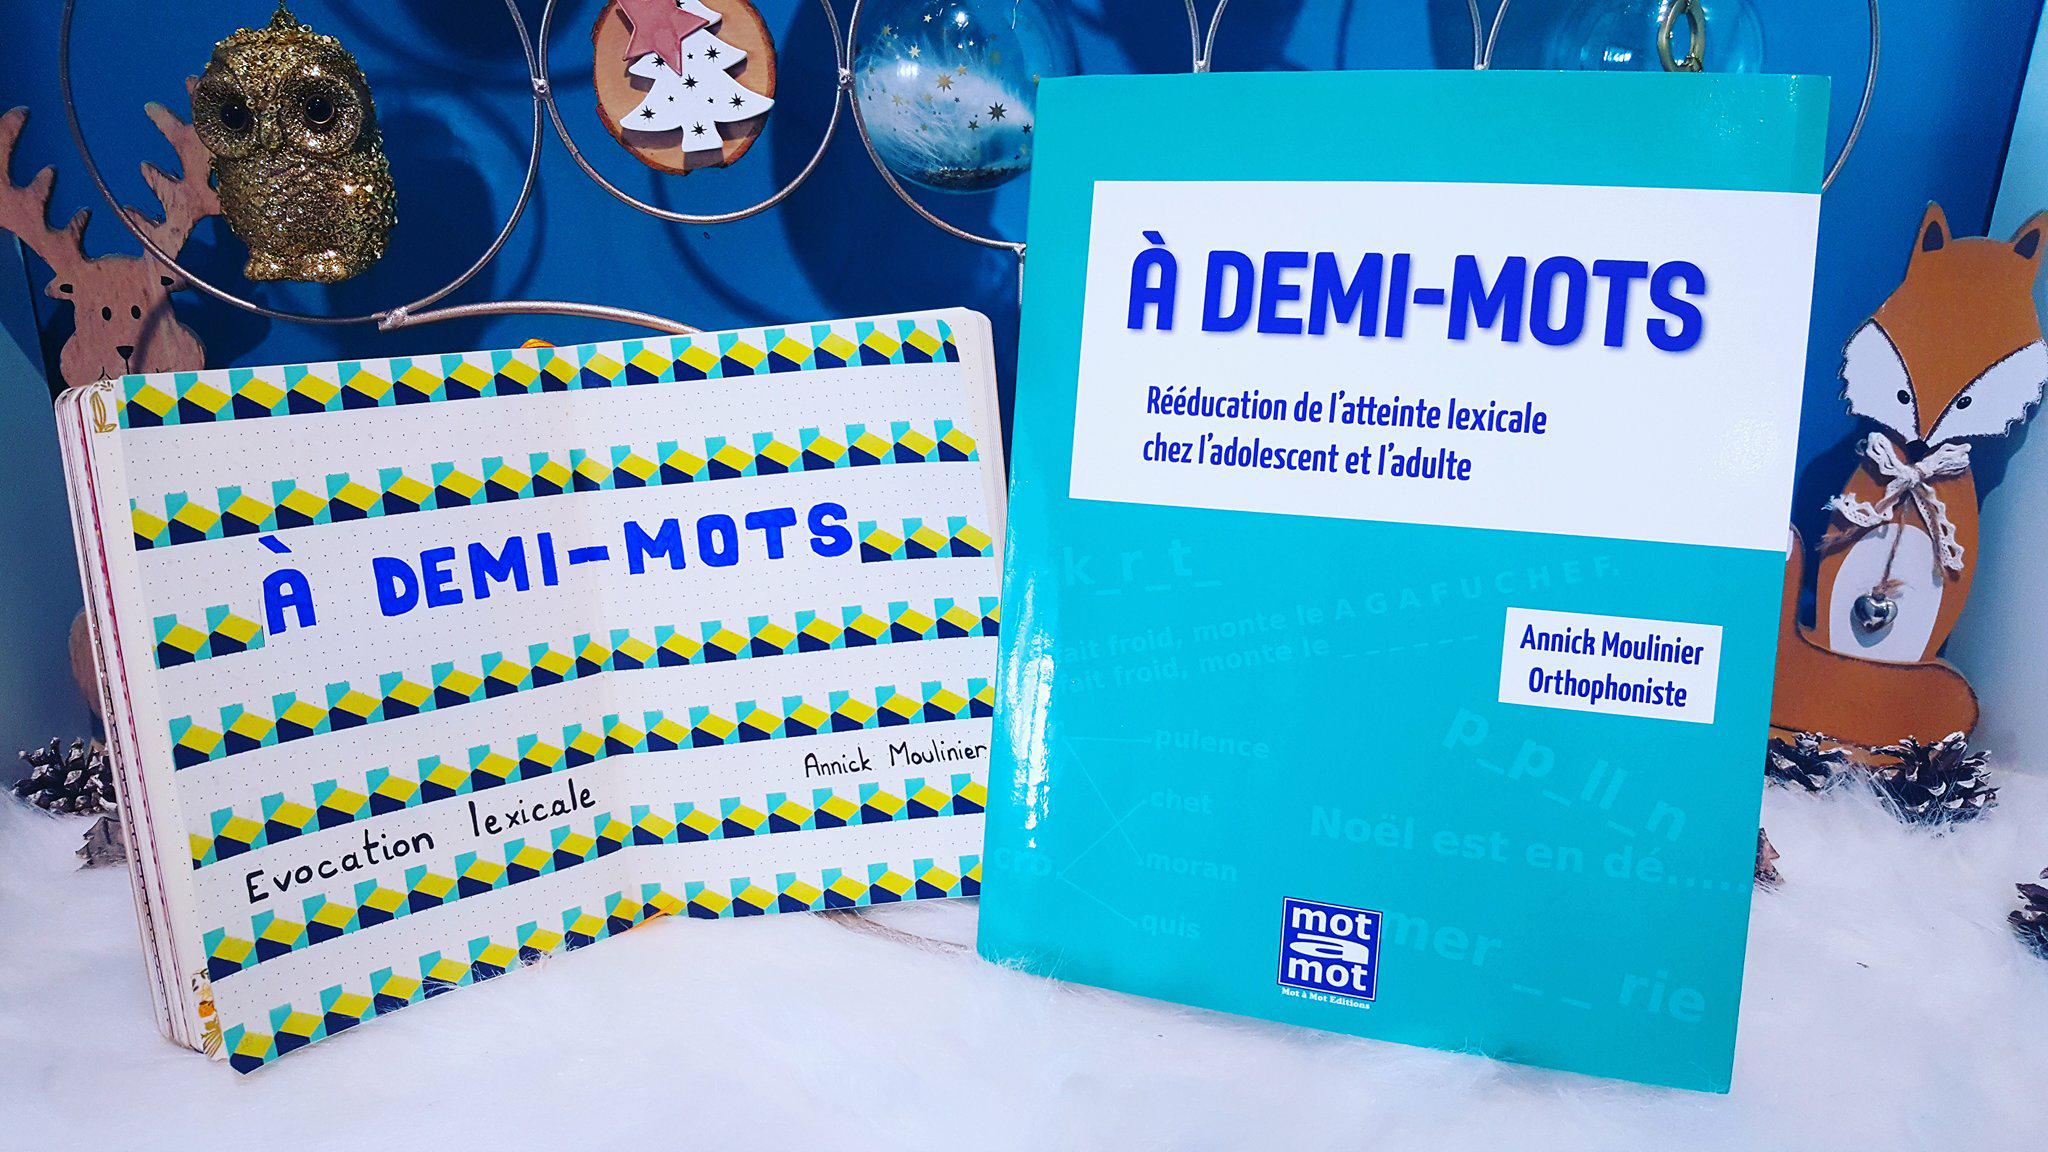 À DEMI-MOTS
Annick Moulinier
Evocation lexicale
À DEMI-MOTS
Rééducation de l'atteinte lexicale
chez l'adolescent et l'adulte
k_r_t_
ait froid, monte le A G A F U C H E F.
fait froid, monte le _ _ _ _ _
Annick Moulinier
Orthophoniste
pulence
p_p_ll_n
chet
Noël est en dé.....
cro
moran
quis
mer _ _ rie
mot
a
mot
Mot à Mot Editions